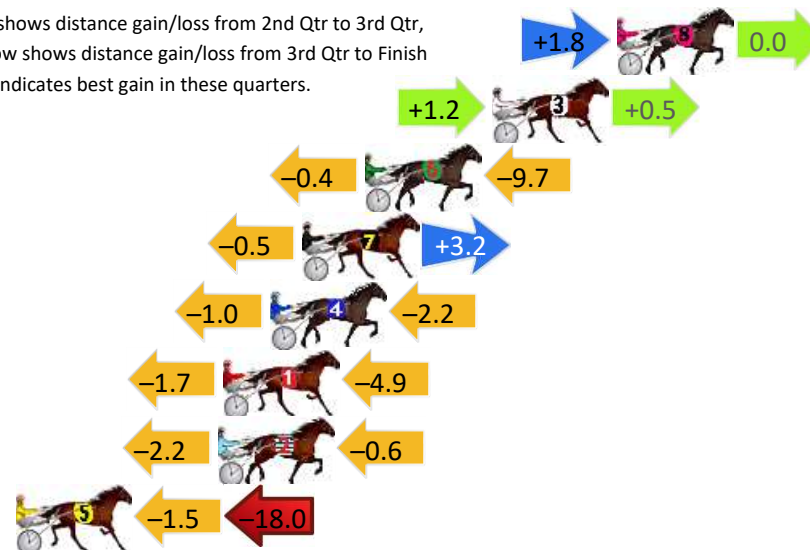 shows distance gain/loss from 2nd Qtr to 3rd Qtr,
ow shows distance gain/loss from 3rd Qtr to Finish
ndicates best gain in these quarters.
+1.8 8 0.0
+1.2 3 +0.5
–0.4 6 –9.7
–0.5 7 +3.2
–1.0 4 –2.2
–1.7 1 –4.9
–2.2 2 –0.6
5 –1.5 –18.0